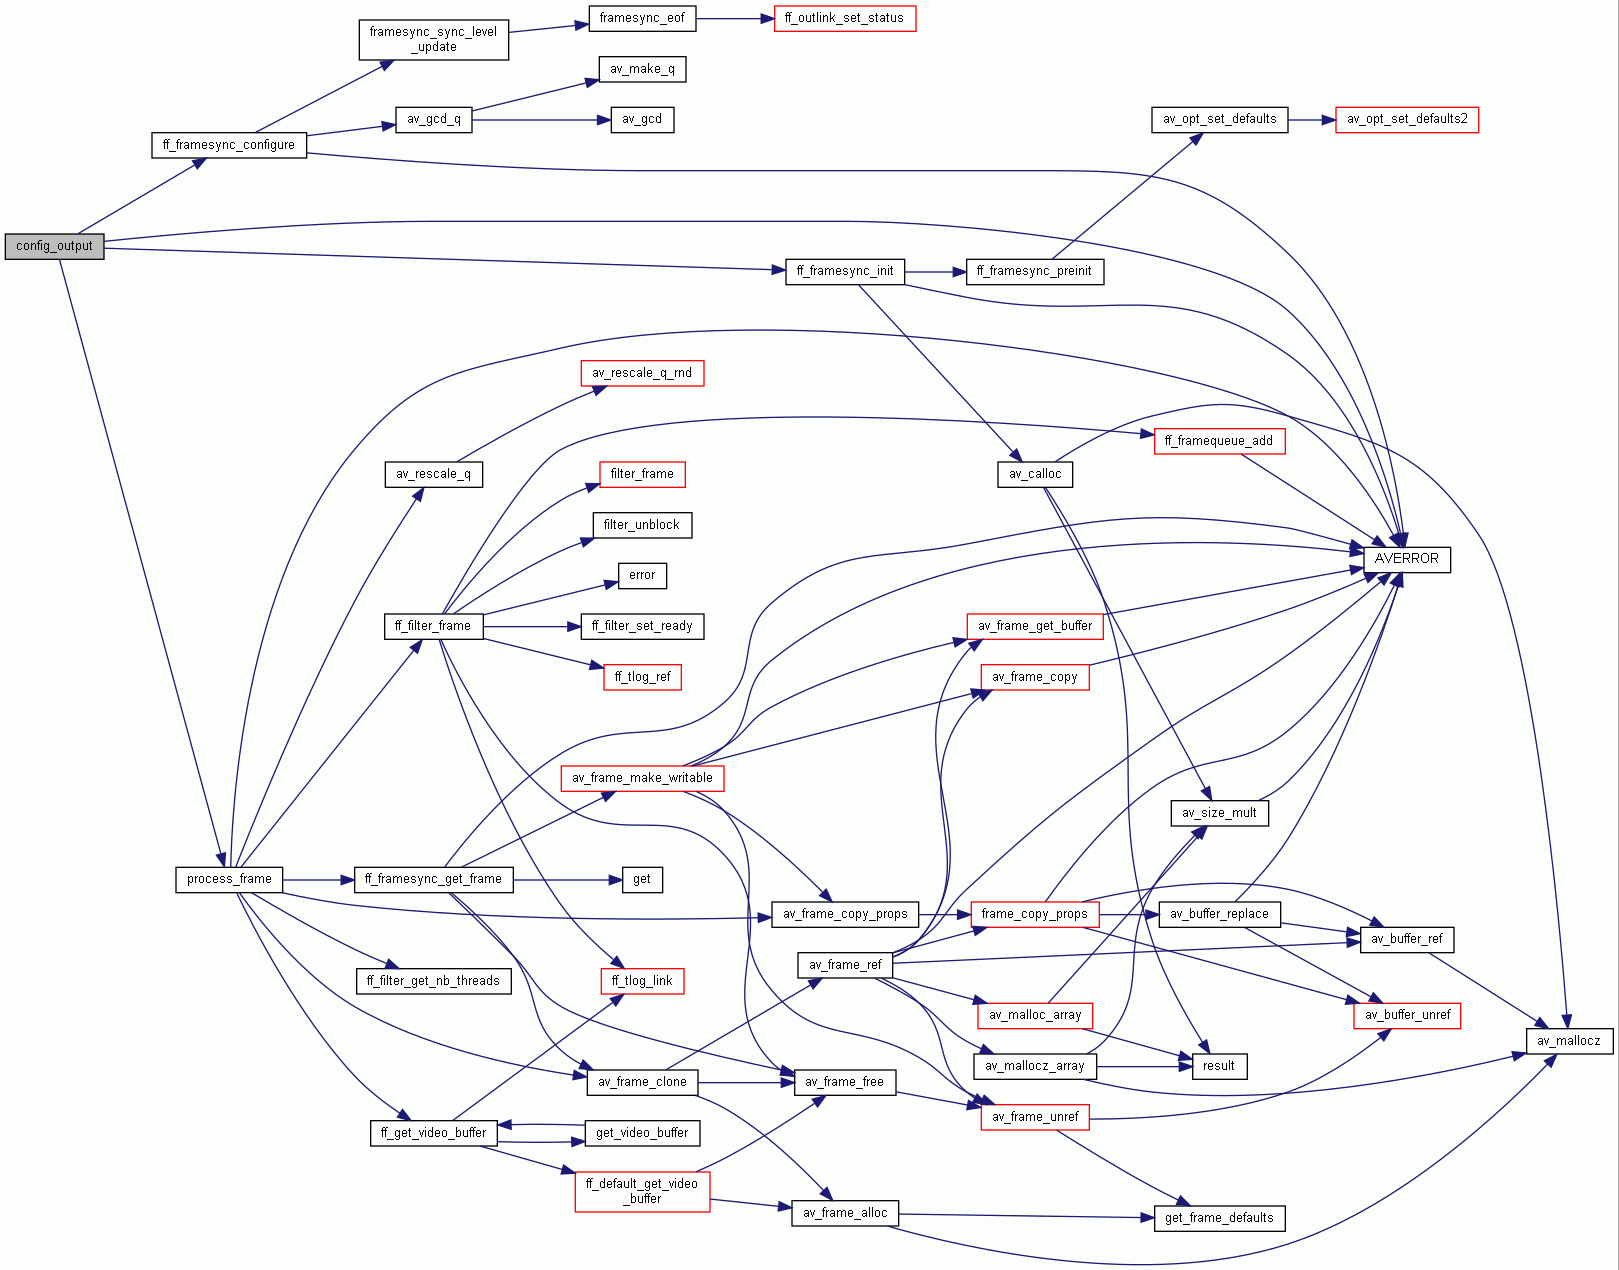 framesync_eof
ff_outlink_set_status
framesync_sync_level
_update
av_make_q
av_gcd_q
av_gcd
av_opt_set_defaults
av_opt_set_defaults2
ff_framesync_configure
config_output
ff_framesync_init
ff_framesync_preinit
av_rescale_q_rnd
ff_framequeue_add
av_rescale_q
filter_frame
av_calloc
filter_unblock
AVERROR
error
ff_filter_frame
ff_filter_set_ready
av_frame_get_buffer
ff_tlog_ref
av_frame_copy
av_frame_make_writable
av_size_mult
process_frame
ff_framesync_get_frame
get
av_frame_copy_props
frame_copy_props
av_buffer_replace
av_buffer_ref
av_frame_ref
ff_filter_get_nb_threads
ff_tlog_link
av_malloc_array
av_buffer_unref
av_mallocz
av_mallocz_array
result
av_frame_clone
av_frame_free
av_frame_unref
ff_get_video_buffer
get_video_buffer
ff_default_get_video
_buffer
av_frame_alloc
get_frame_defaults